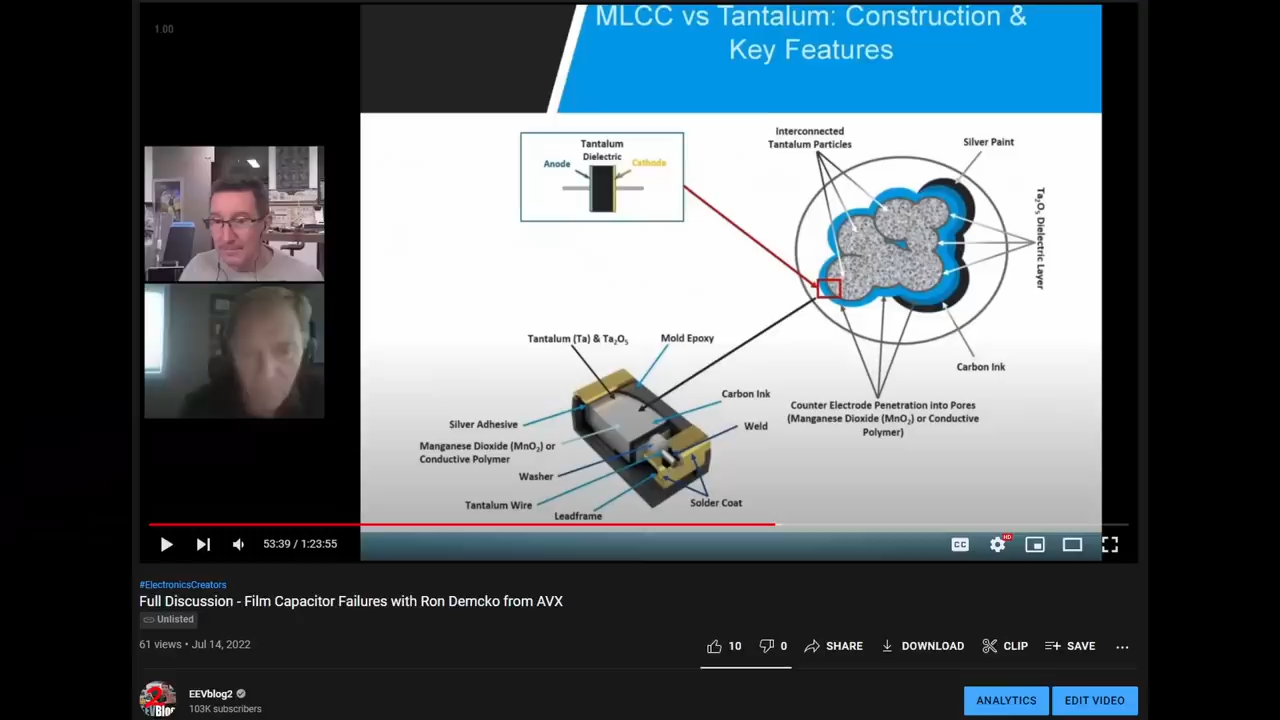 1.00
MLCC vs Tantalum: Construction &
Key Features
Tantalum
Dielectric
Anode
Cathode
Interconnected
Tantalum Particles
Silver Paint
Ta₂O₅ Dielectric Layer
Carbon Ink
Counter Electrode Penetration into Pores
(Manganese Dioxide (MnO₂) or Conductive
Polymer)
Tantalum (Ta) & Ta₂O₅
Mold Epoxy
Carbon Ink
Weld
Silver Adhesive
Manganese Dioxide (MnO₂) or
Conductive Polymer
Washer
Tantalum Wire
Leadframe
Solder Coat
53:39 / 1:23:55
CC
HD
#ElectronicsCreators
Full Discussion - Film Capacitor Failures with Ron Demcko from AVX
Unlisted
61 views • Jul 14, 2022
10
0
SHARE
DOWNLOAD
CLIP
SAVE
2
EEVBlog
EEVblog2
103K subscribers
ANALYTICS
EDIT VIDEO